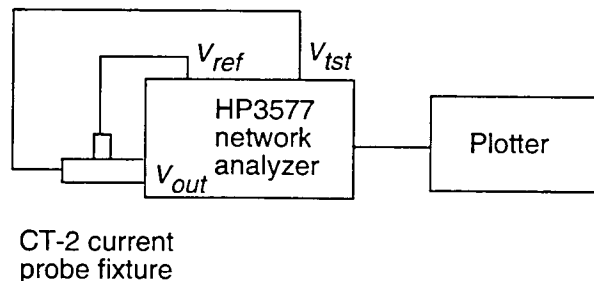 V_ref
V_tst
HP3577
network
analyzer
Plotter
V_out
CT-2 current
probe fixture